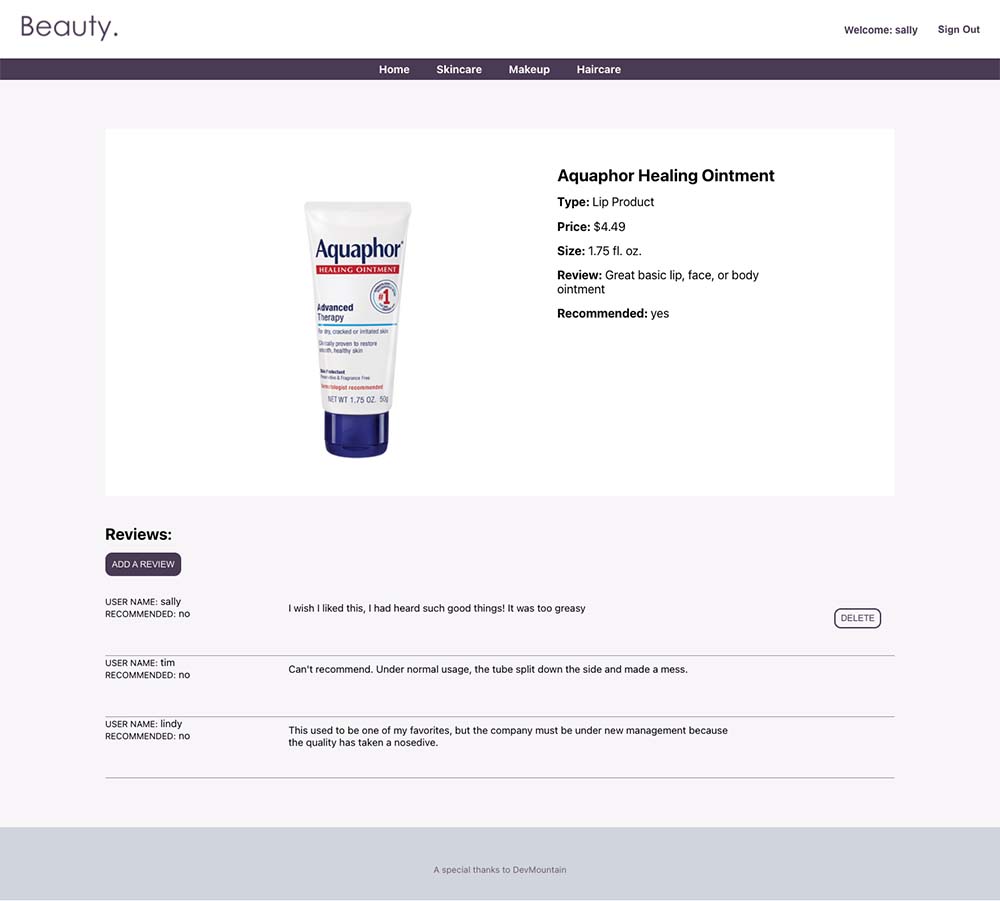 Beauty.
Welcome: sally
Sign Out
Home
Skincare
Makeup
Haircare
Aquaphor Healing Ointment
Type: Lip Product
Price: $4.49
Size: 1.75 fl. oz.
Review: Great basic lip, face, or body
ointment
Recommended: yes
Aquaphor
HEALING OINTMENT
#1
Advanced
Therapy
For dry, cracked or irritated skin
Clinically proven to restore
smooth, healthy skin
Skin Protectant
Preservative & Fragrance Free
Dermatologist recommended
NET WT 1.75 OZ. 50g
Reviews:
ADD A REVIEW
USER NAME: sally
RECOMMENDED: no
I wish I liked this, I had heard such good things! It was too greasy
DELETE
USER NAME: tim
RECOMMENDED: no
Can't recommend. Under normal usage, the tube split down the side and made a mess.
USER NAME: lindy
RECOMMENDED: no
This used to be one of my favorites, but the company must be under new management because
the quality has taken a nosedive.
A special thanks to DevMountain